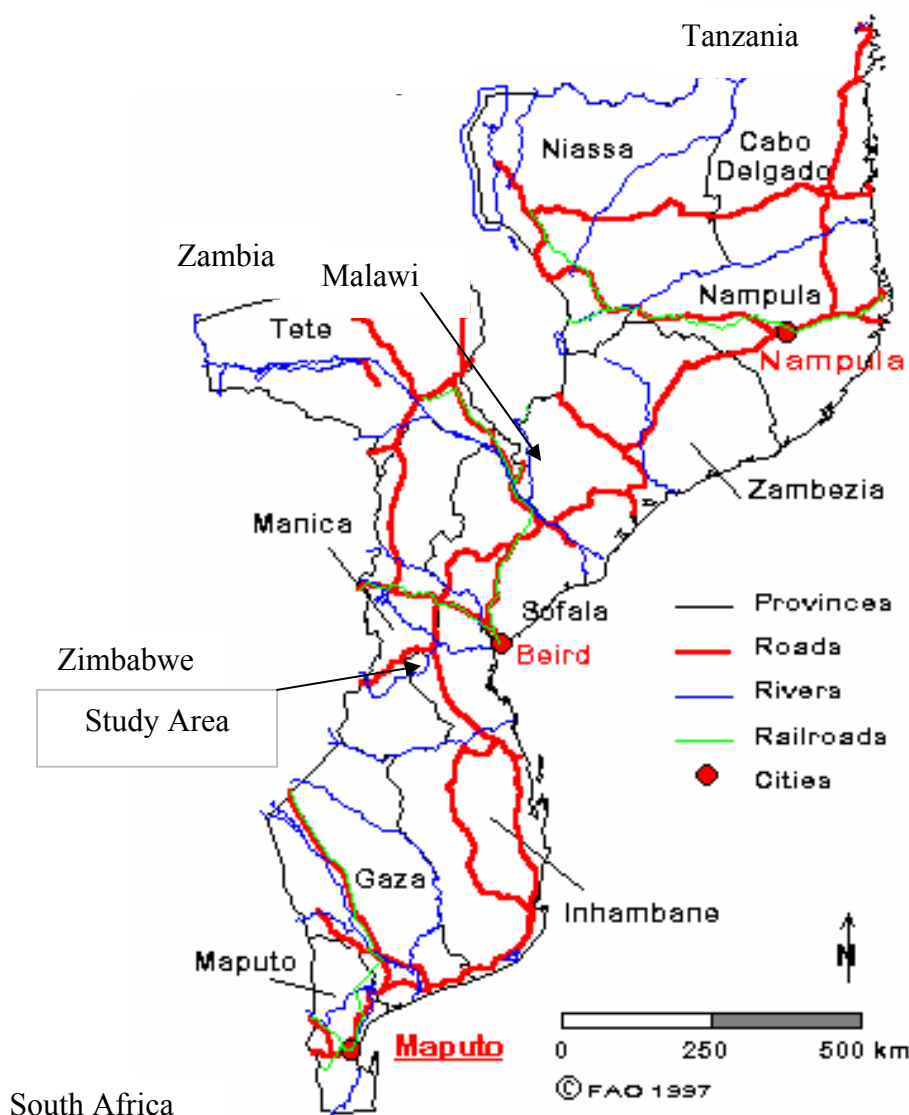 Tanzania
Niassa
Cabo
Delgado
Zambia
Malawi
Nampula
Tete
Nampula
Zambezia
Manica
Provinces
Sofala
Roads
Zimbabwe
Beird
Rivers
Study Area
Railroads
Cities
Gaza
Inhambane
Maputo
N
Maputo
0 250 500 km
© FAO 1997
South Africa